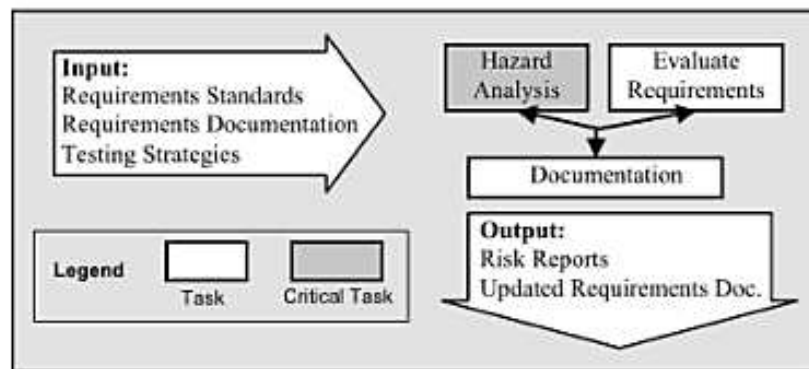 Input:
Requirements Standards
Requirements Documentation
Testing Strategies
Hazard
Analysis
Evaluate
Requirements
Documentation
Output:
Risk Reports
Updated Requirements Doc.
Legend
Task
Critical Task